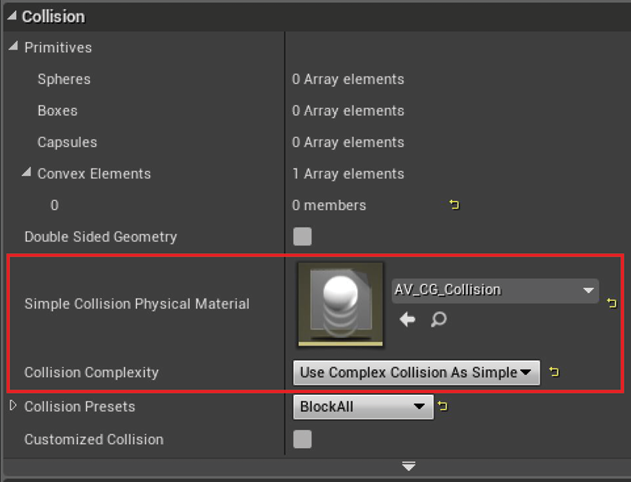 Collision
Primitives
Spheres 0 Array elements
Boxes 0 Array elements
Capsules 0 Array elements
Convex Elements 1 Array elements
0 0 members
Double Sided Geometry
Simple Collision Physical Material AV_CG_Collision
Collision Complexity Use Complex Collision As Simple
Collision Presets BlockAll
Customized Collision